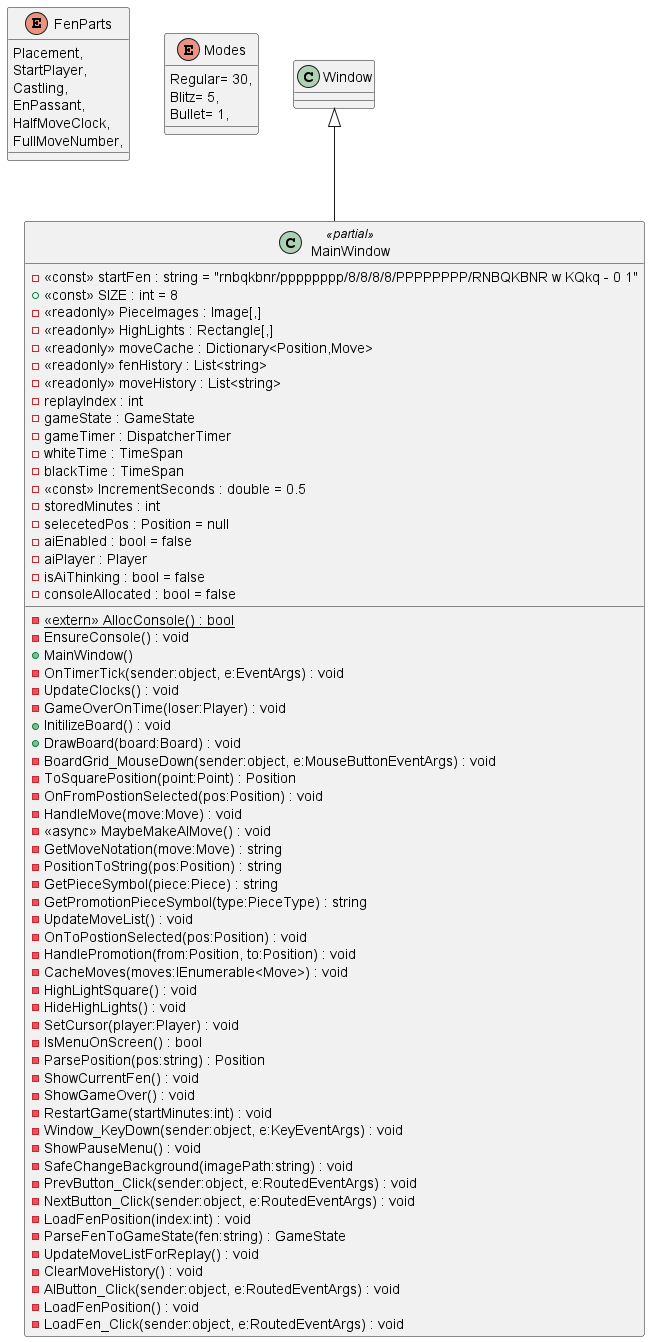 E FenParts
Placement,
StartPlayer,
Castling,
EnPassant,
HalfMoveClock,
FullMoveNumber,
E Modes
Regular= 30,
Blitz= 5,
Bullet= 1,
C Window
«partial»
C MainWindow
«const» startFen : string = "rnbqkbnr/pppppppp/8/8/8/8/PPPPPPPP/RNBQKBNR w KQkq - 0 1"
«const» SIZE : int = 8
«readonly» PieceImages : Image[,]
«readonly» HighLights : Rectangle[,]
«readonly» moveCache : Dictionary<Position,Move>
«readonly» fenHistory : List<string>
«readonly» moveHistory : List<string>
replayIndex : int
gameState : GameState
gameTimer : DispatcherTimer
whiteTime : TimeSpan
blackTime : TimeSpan
«const» IncrementSeconds : double = 0.5
storedMinutes : int
selecetedPos : Position = null
aiEnabled : bool = false
aiPlayer : Player
isAiThinking : bool = false
consoleAllocated : bool = false
«extern» AllocConsole() : bool
EnsureConsole() : void
MainWindow()
OnTimerTick(sender:object, e:EventArgs) : void
UpdateClocks() : void
GameOverOnTime(loser:Player) : void
InitilizeBoard() : void
DrawBoard(board:Board) : void
BoardGrid_MouseDown(sender:object, e:MouseButtonEventArgs) : void
ToSquarePosition(point:Point) : Position
OnFromPostionSelected(pos:Position) : void
HandleMove(move:Move) : void
«async» MaybeMakeAIMove() : void
GetMoveNotation(move:Move) : string
PositionToString(pos:Position) : string
GetPieceSymbol(piece:Piece) : string
GetPromotionPieceSymbol(type:PieceType) : string
UpdateMoveList() : void
OnToPostionSelected(pos:Position) : void
HandlePromotion(from:Position, to:Position) : void
CacheMoves(moves:IEnumerable<Move>) : void
HighLightSquare() : void
HideHighLights() : void
SetCursor(player:Player) : void
IsMenuOnScreen() : bool
ParsePosition(pos:string) : Position
ShowCurrentFen() : void
ShowGameOver() : void
RestartGame(startMinutes:int) : void
Window_KeyDown(sender:object, e:KeyEventArgs) : void
ShowPauseMenu() : void
SafeChangeBackground(imagePath:string) : void
PrevButton_Click(sender:object, e:RoutedEventArgs) : void
NextButton_Click(sender:object, e:RoutedEventArgs) : void
LoadFenPosition(index:int) : void
ParseFenToGameState(fen:string) : GameState
UpdateMoveListForReplay() : void
ClearMoveHistory() : void
AIButton_Click(sender:object, e:RoutedEventArgs) : void
LoadFenPosition() : void
LoadFen_Click(sender:object, e:RoutedEventArgs) : void